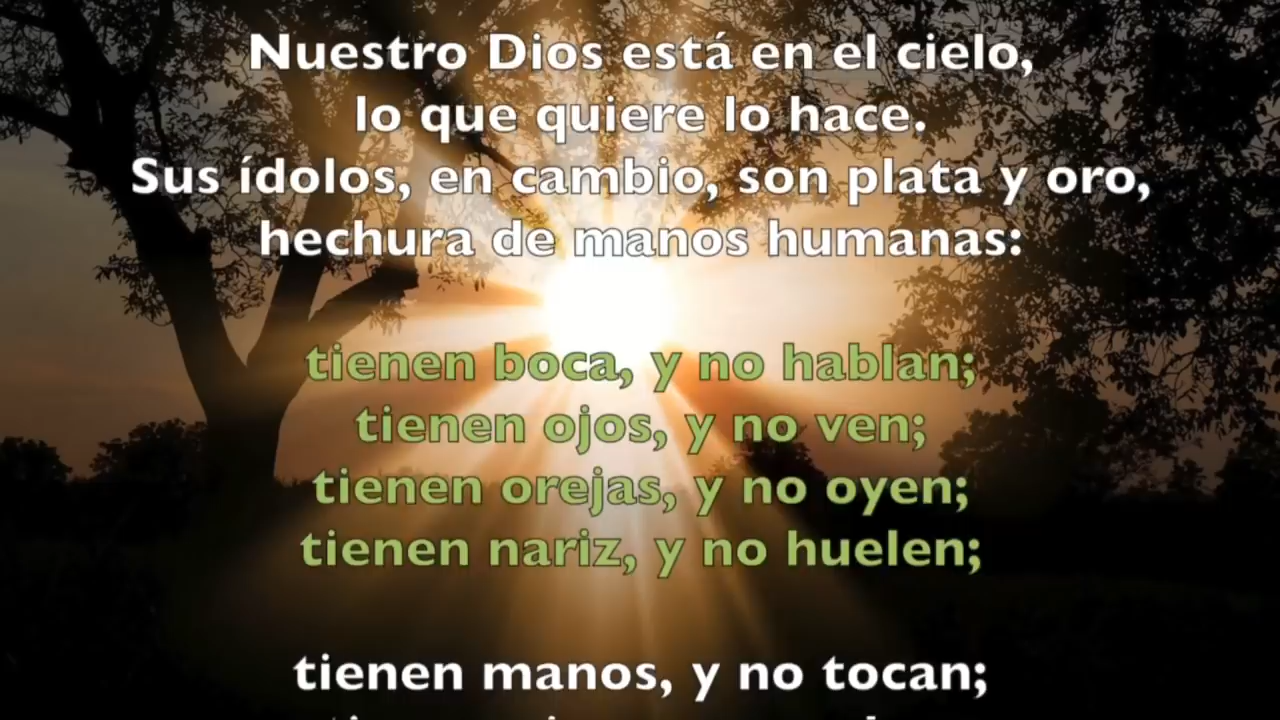 Nuestro Dios está en el cielo,
lo que quiere lo hace.
Sus ídolos, en cambio, son plata y oro,
hechura de manos humanas:
tienen boca, y no hablan;
tienen ojos, y no ven;
tienen orejas, y no oyen;
tienen nariz, y no huelen;
tienen manos, y no tocan;